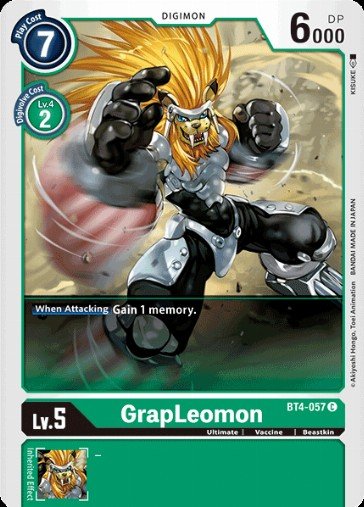 Play Cost
7
DIGIMON
DP
6000
Digivolve Cost
Lv.4
2
KISUKE
© Akiyoshi Hongo, Toei Animation BANDAI MADE IN JAPAN
When Attacking Gain 1 memory.
BT4-057 C
Lv.5
GrapLeomon
Ultimate | Vaccine | Beastkin
Inherited Effect
–